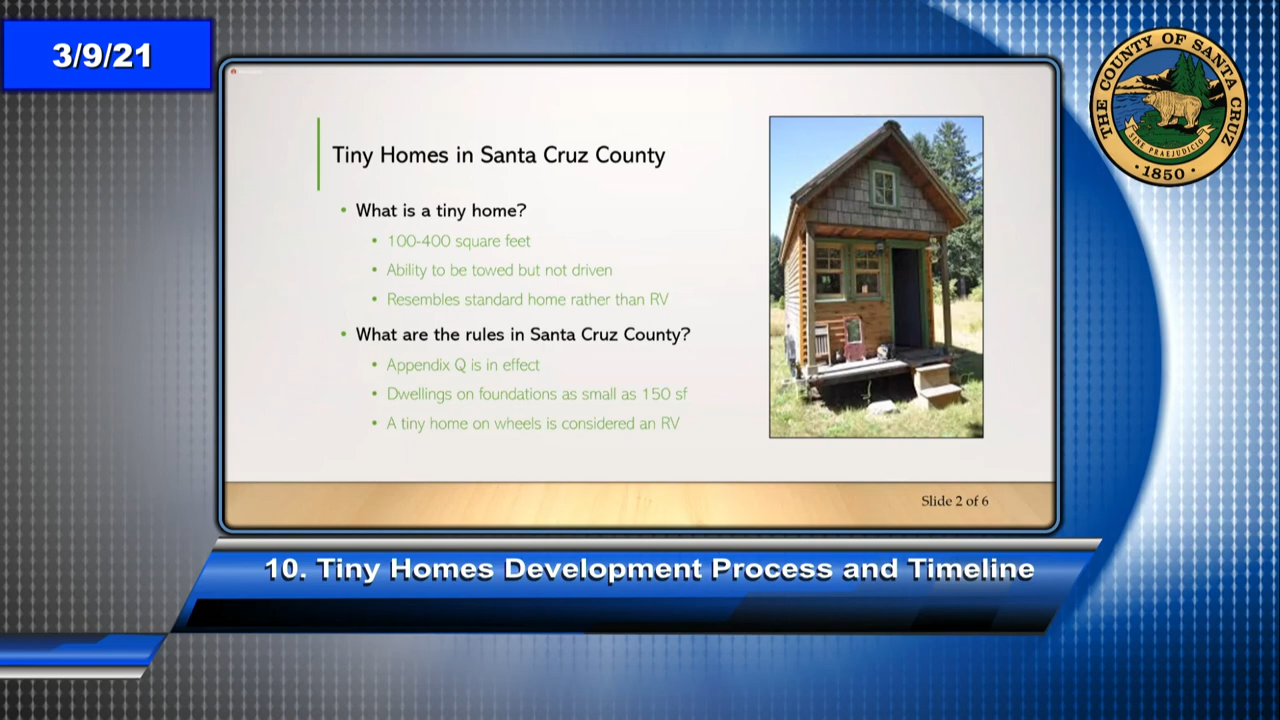 3/9/21
THE COUNTY OF SANTA CRUZ
SINE PRAEJUDICIO
• 1850 •
Tiny Homes in Santa Cruz County
• What is a tiny home?
• 100-400 square feet
• Ability to be towed but not driven
• Resembles standard home rather than RV
• What are the rules in Santa Cruz County?
• Appendix Q is in effect
• Dwellings on foundations as small as 150 sf
• A tiny home on wheels is considered an RV
Slide 2 of 6
10. Tiny Homes Development Process and Timeline